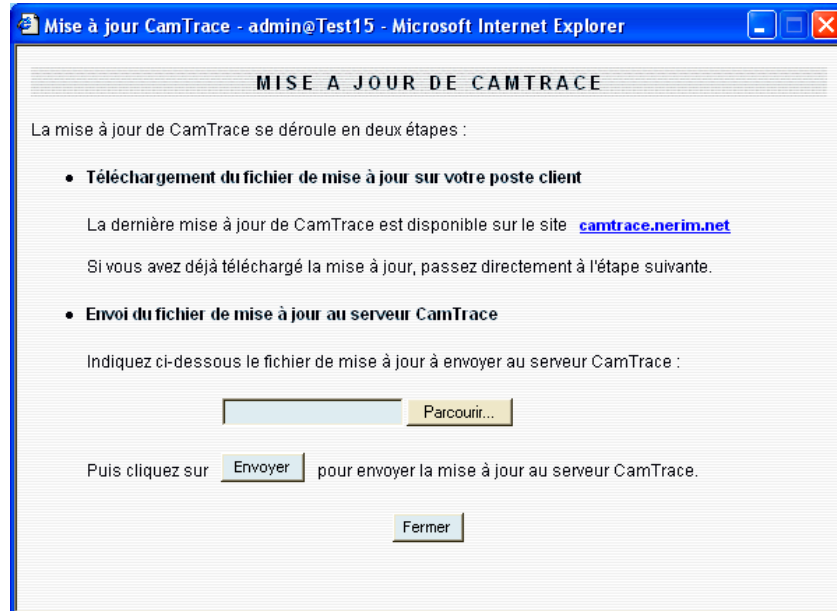 Mise à jour CamTrace - admin@Test15 - Microsoft Internet Explorer
MISE A JOUR DE CAMTRACE
La mise à jour de CamTrace se déroule en deux étapes :
• Téléchargement du fichier de mise à jour sur votre poste client
La dernière mise à jour de CamTrace est disponible sur le site camtrace.nerim.net
Si vous avez déjà téléchargé la mise à jour, passez directement à l'étape suivante.
• Envoi du fichier de mise à jour au serveur CamTrace
Indiquez ci-dessous le fichier de mise à jour à envoyer au serveur CamTrace :
Parcourir...
Puis cliquez sur Envoyer pour envoyer la mise à jour au serveur CamTrace.
Fermer